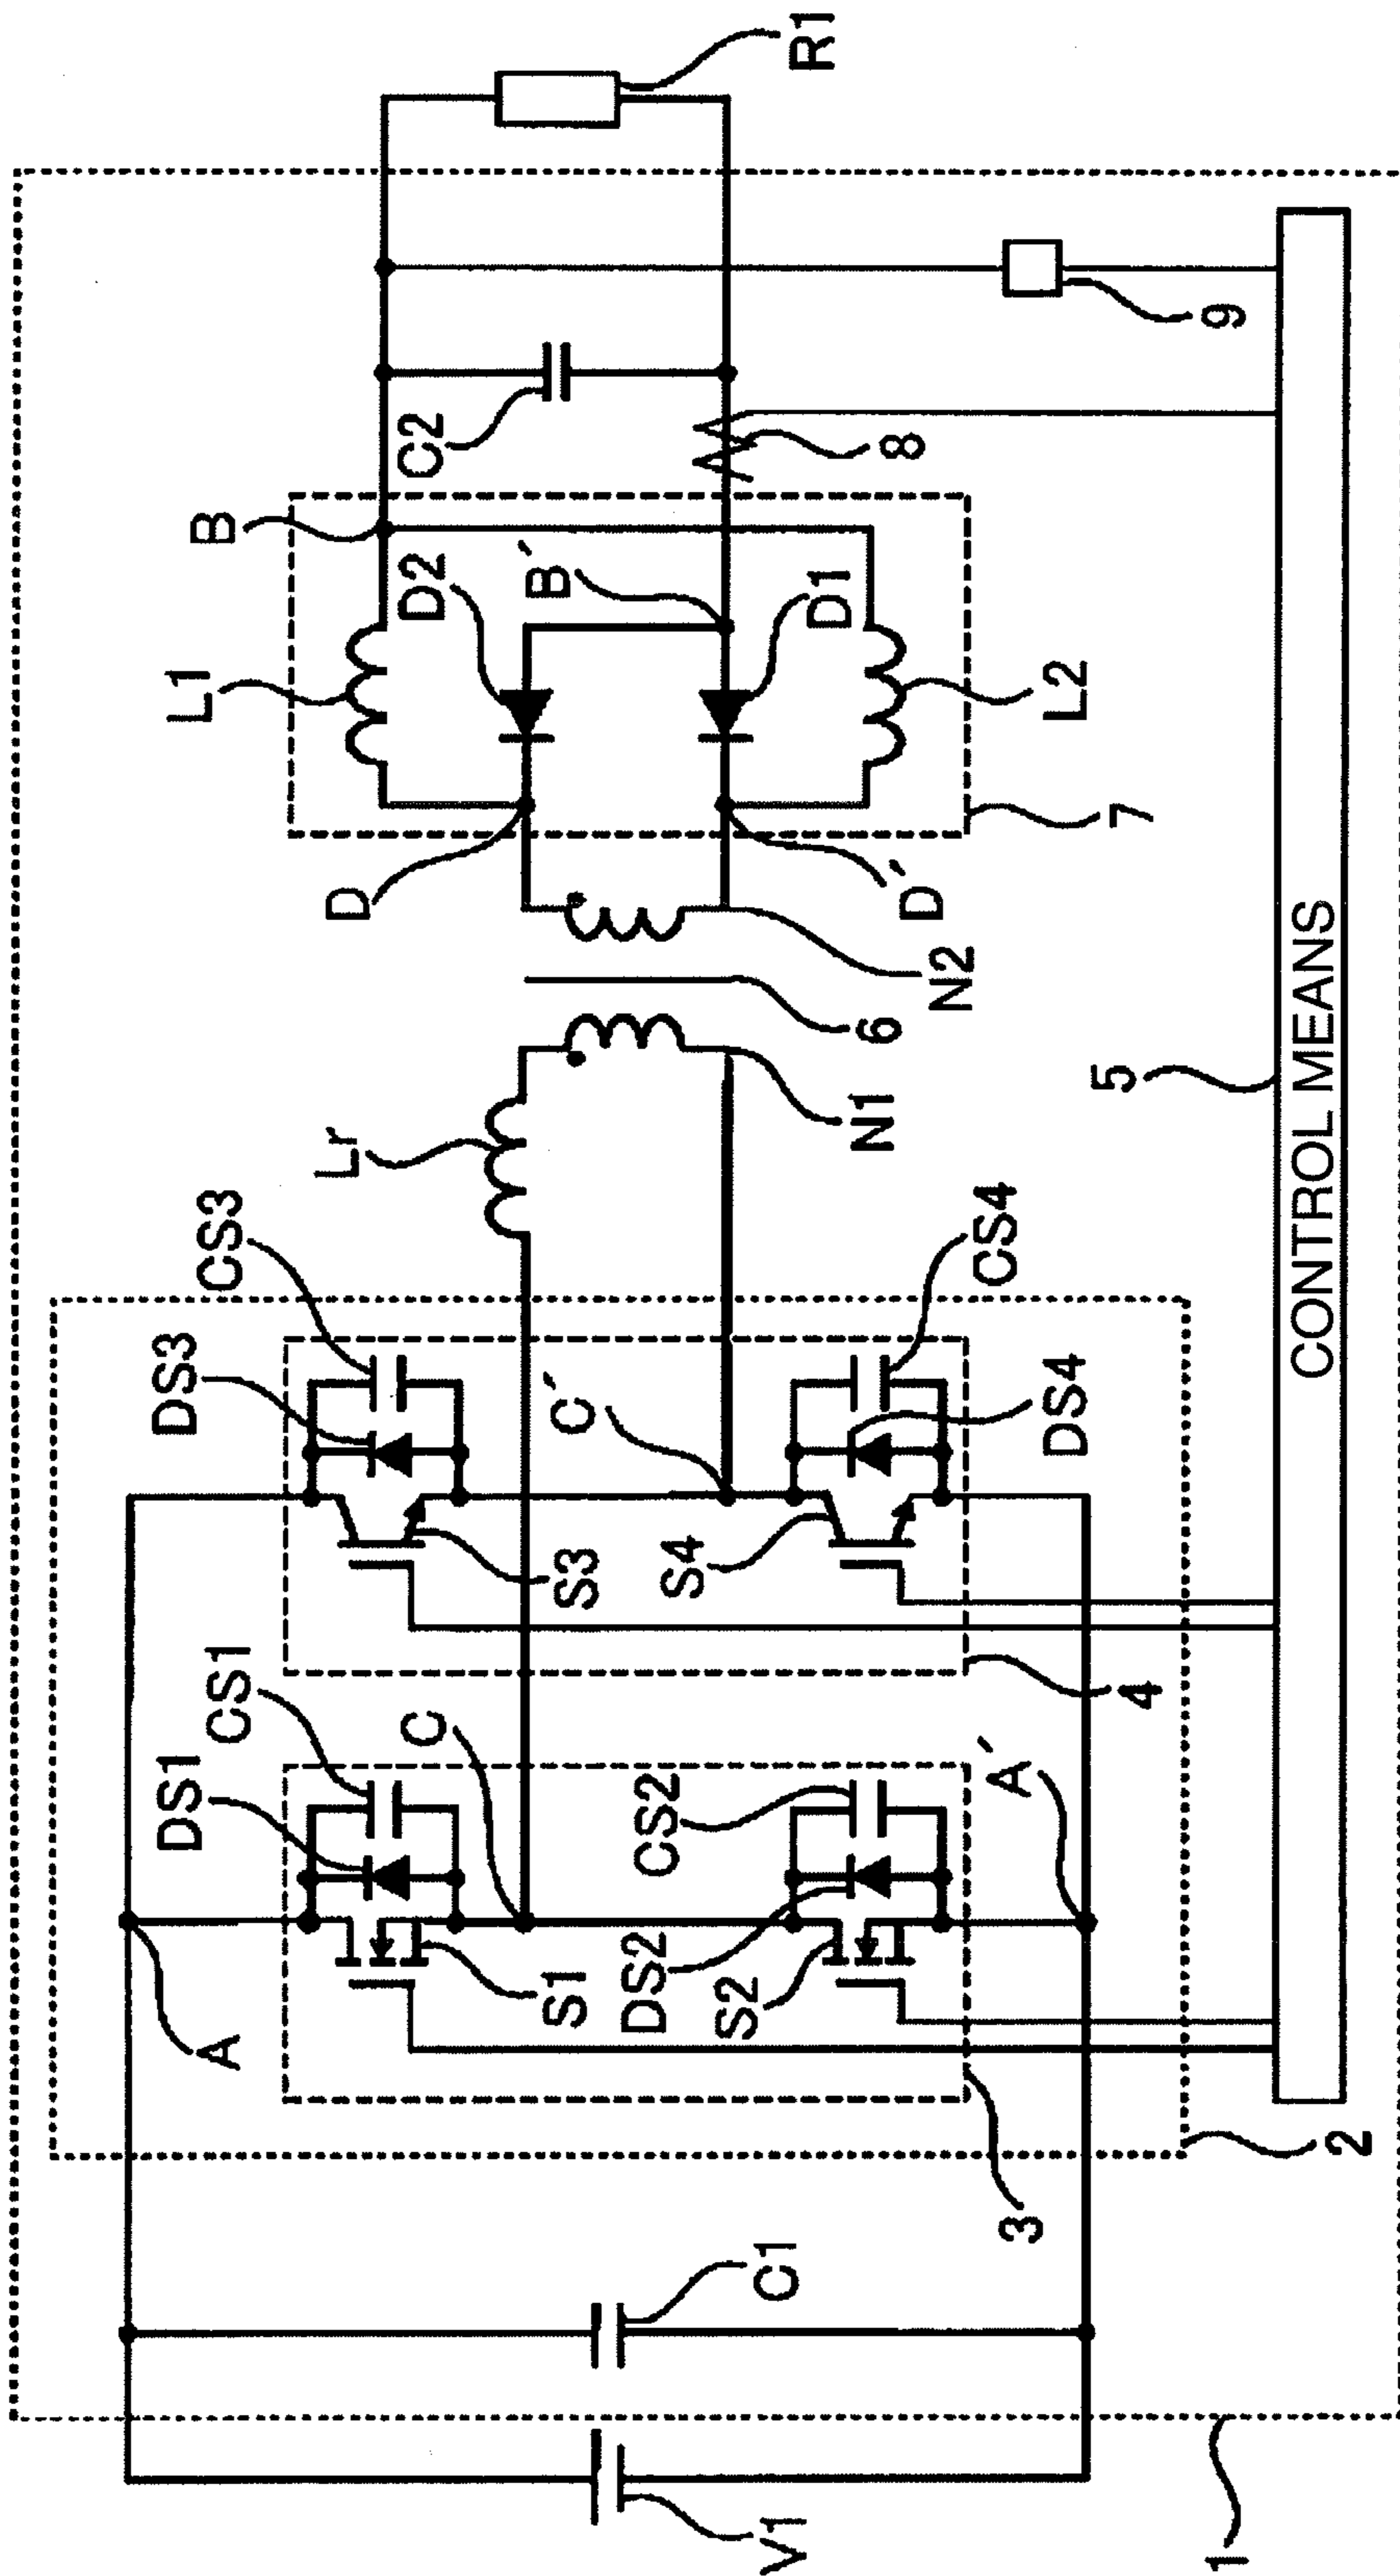 L1
B
D2
C2
R1
D
B´
D1
D´
L2
7
8
9
Lr
6
N1
N2
DS3
CS3
C´
S3
S4
CS4
DS4
4
DS1
CS1
C
S1
CS2
DS2
S2
A´
A
3
2
5
CONTROL MEANS
C1
V1
1